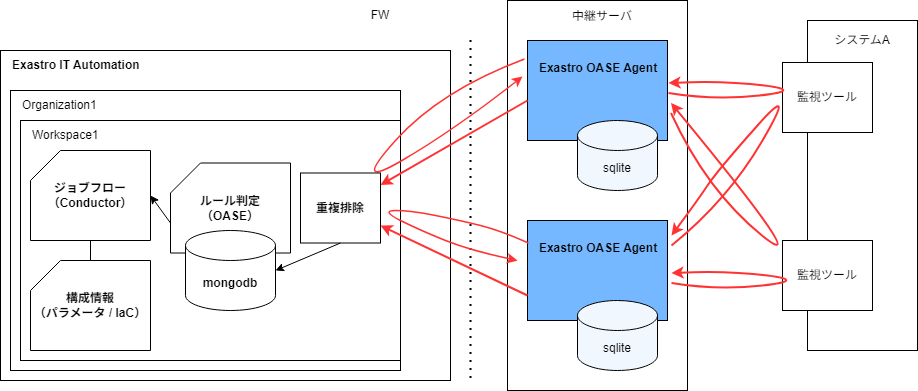 FW
中継サーバ
システムA
Exastro IT Automation
Organization1
Workspace1
ジョブフロー
（Conductor）
ルール判定
（OASE）
重複排除
mongodb
構成情報
（パラメータ / IaC）
Exastro OASE Agent
sqlite
Exastro OASE Agent
sqlite
監視ツール
監視ツール